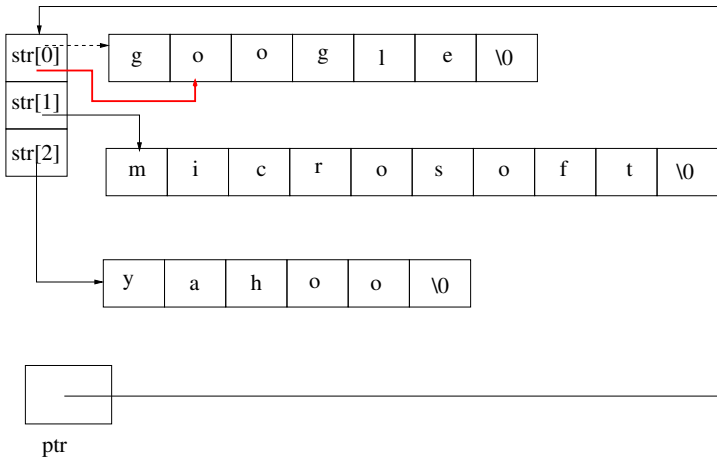 str[0] g o o g l e \0
str[1]
str[2]
m i c r o s o f t \0
y a h o o \0
ptr